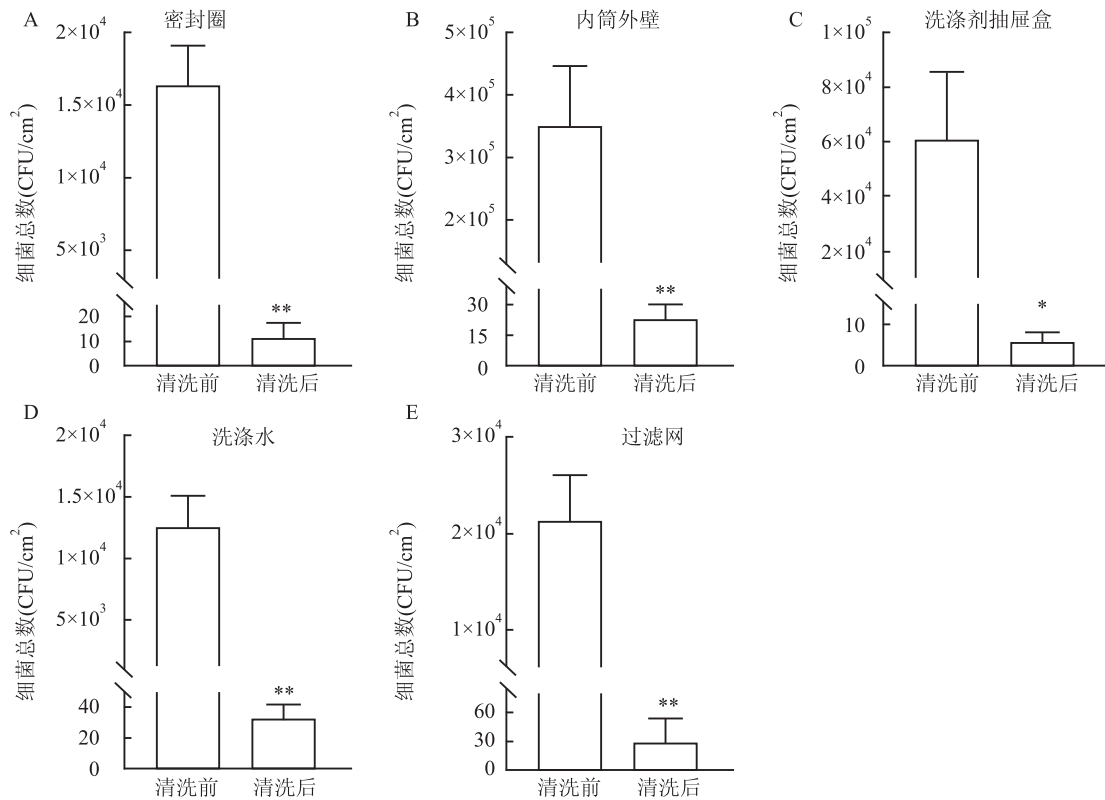 A 密封圈
细菌总数(CFU/cm²)
2×10⁴
1.5×10⁴
1×10⁴
5×10³
20
10
0
**
清洗前 清洗后
B 内筒外壁
细菌总数(CFU/cm²)
5×10⁵
4×10⁵
3×10⁵
2×10⁵
30
15
0
**
清洗前 清洗后
C 洗涤剂抽屉盒
细菌总数(CFU/cm²)
1×10⁵
8×10⁴
6×10⁴
4×10⁴
2×10⁴
10
0
*
清洗前 清洗后
D 洗涤水
细菌总数(CFU/cm²)
2×10⁴
1.5×10⁴
1×10⁴
5×10³
40
20
0
**
清洗前 清洗后
E 过滤网
细菌总数(CFU/cm²)
3×10⁴
2×10⁴
1×10⁴
60
30
0
**
清洗前 清洗后